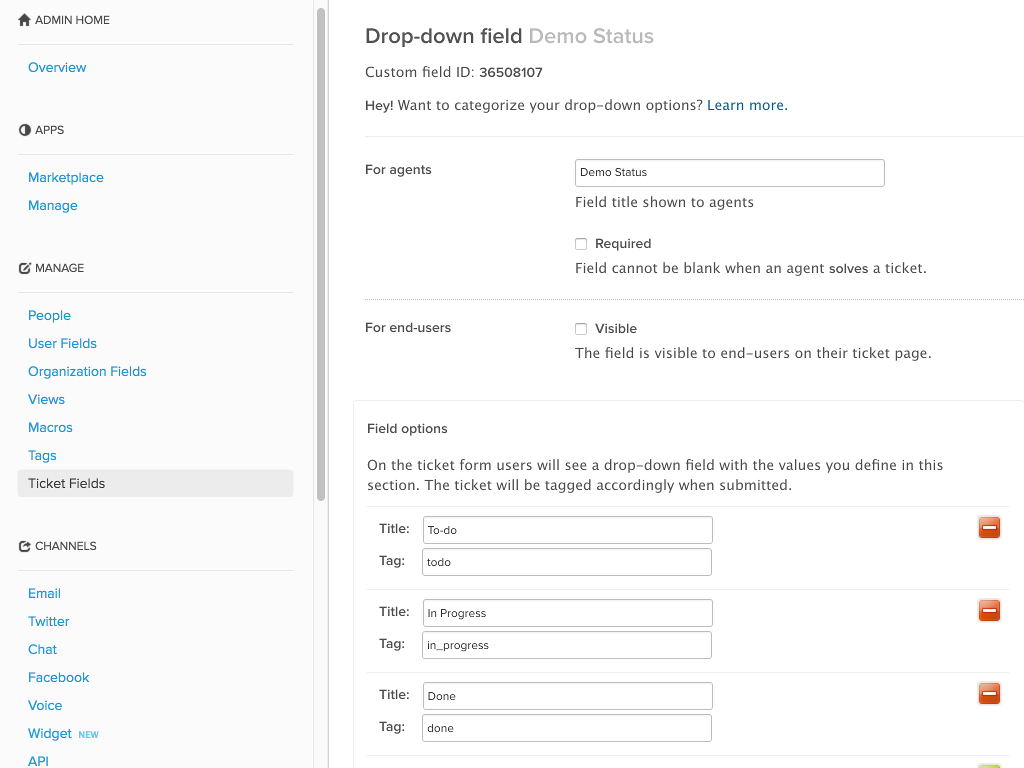 ADMIN HOME
Overview
APPS
Marketplace
Manage
MANAGE
People
User Fields
Organization Fields
Views
Macros
Tags
Ticket Fields
CHANNELS
Email
Twitter
Chat
Facebook
Voice
Widget NEW
API
Drop-down field Demo Status
Custom field ID: 36508107
Hey! Want to categorize your drop-down options? Learn more.
For agents
Demo Status
Field title shown to agents
Required
Field cannot be blank when an agent solves a ticket.
For end-users
Visible
The field is visible to end-users on their ticket page.
Field options
On the ticket form users will see a drop-down field with the values you define in this
section. The ticket will be tagged accordingly when submitted.
Title: To-do
Tag: todo
Title: In Progress
Tag: in_progress
Title: Done
Tag: done